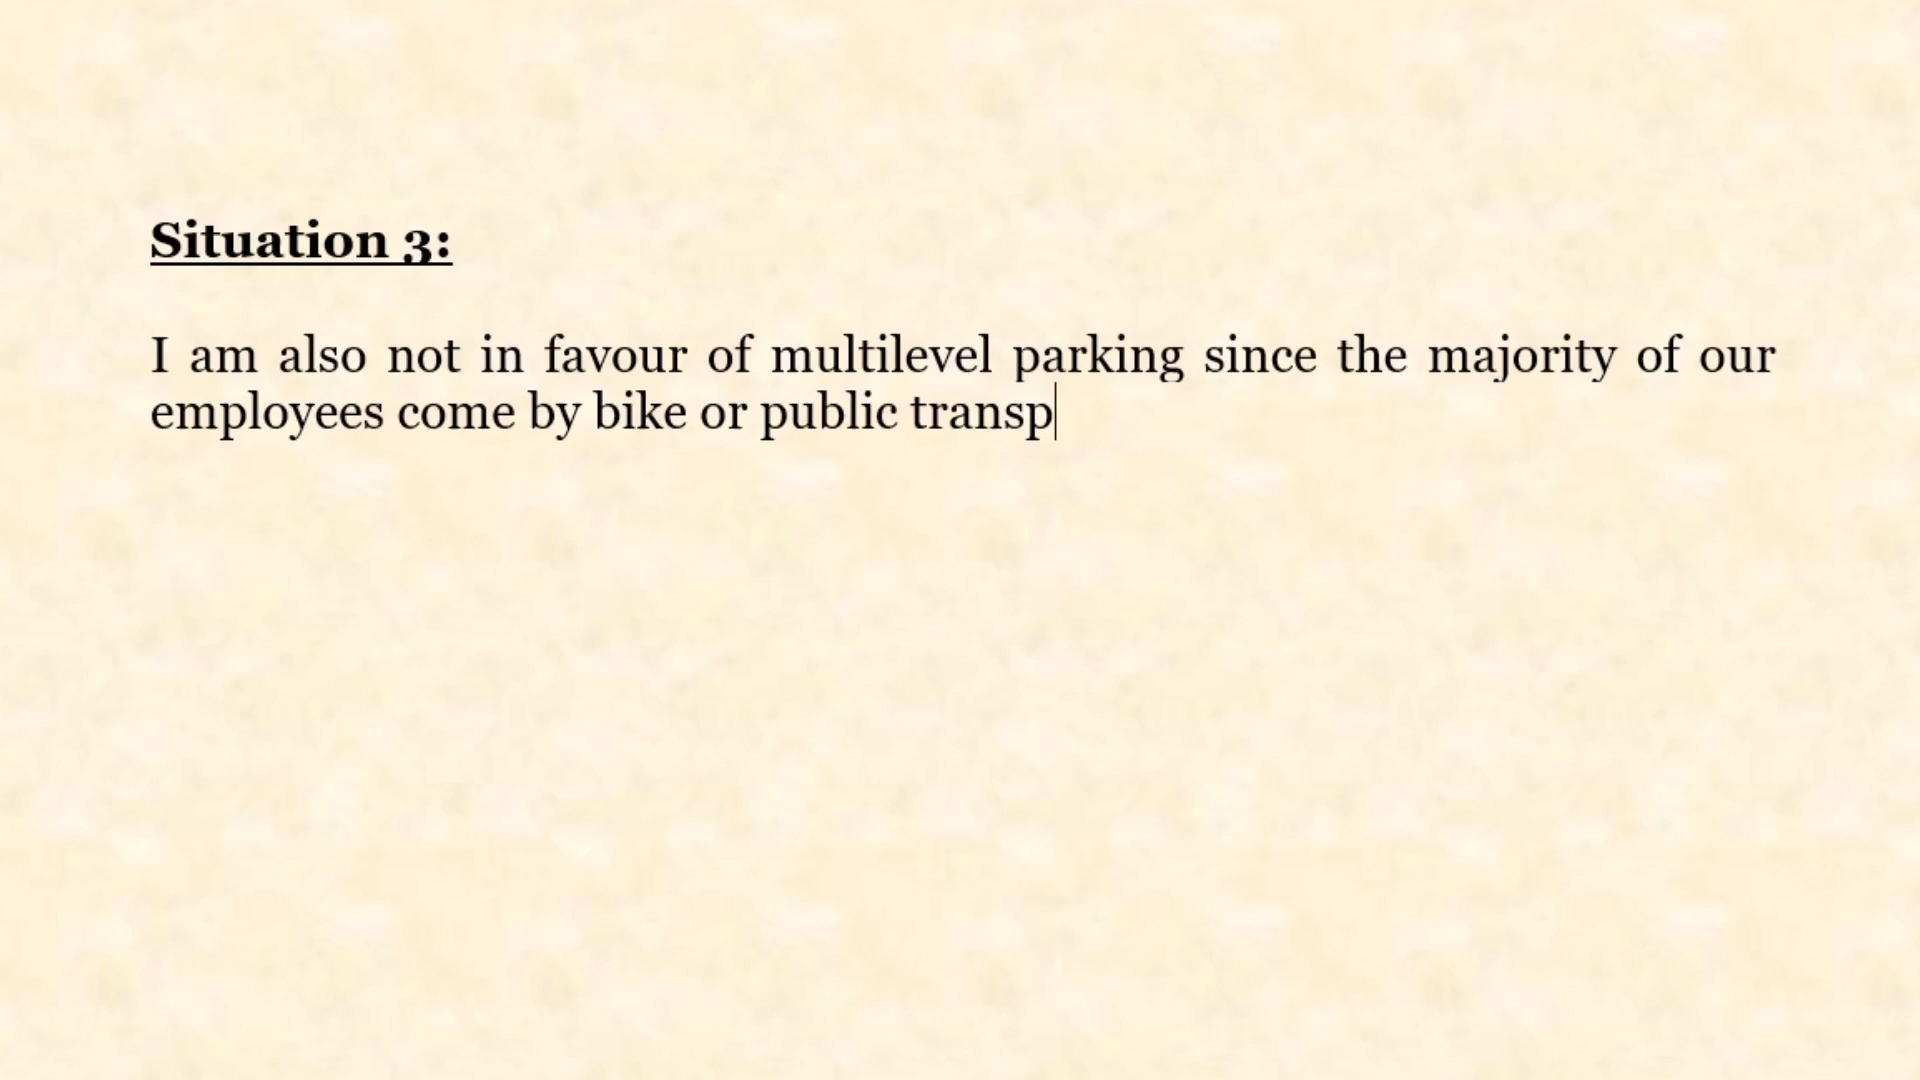 Situation 3:
I am also not in favour of multilevel parking since the majority of our
employees come by bike or public transp